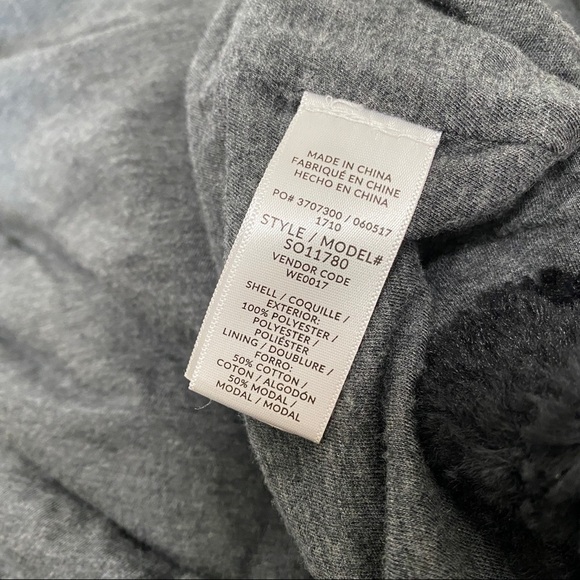 MADE IN CHINA
FABRIQUÉ EN CHINE
HECHO EN CHINA
PO# 3707300 / 060517
1710
STYLE / MODEL#
SO11780
VENDOR CODE
WE0017
SHELL / COQUILLE /
EXTERIOR:
100% POLYESTER /
POLYESTER /
POLIÉSTER
LINING / DOUBLURE /
FORRO:
50% COTTON /
COTON / ALGODÓN
50% MODAL /
MODAL / MODAL